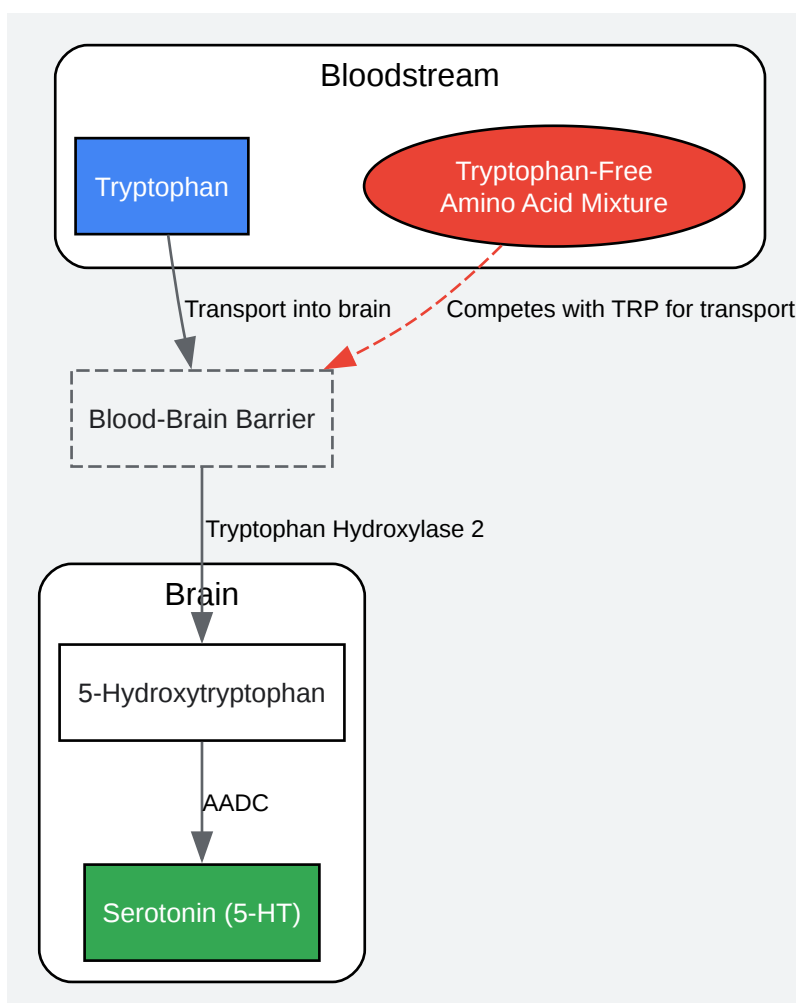 Bloodstream
Tryptophan
Tryptophan-Free
Amino Acid Mixture
Transport into brain
Competes with TRP for transport
Blood-Brain Barrier
Tryptophan Hydroxylase 2
Brain
5-Hydroxytryptophan
AADC
Serotonin (5-HT)